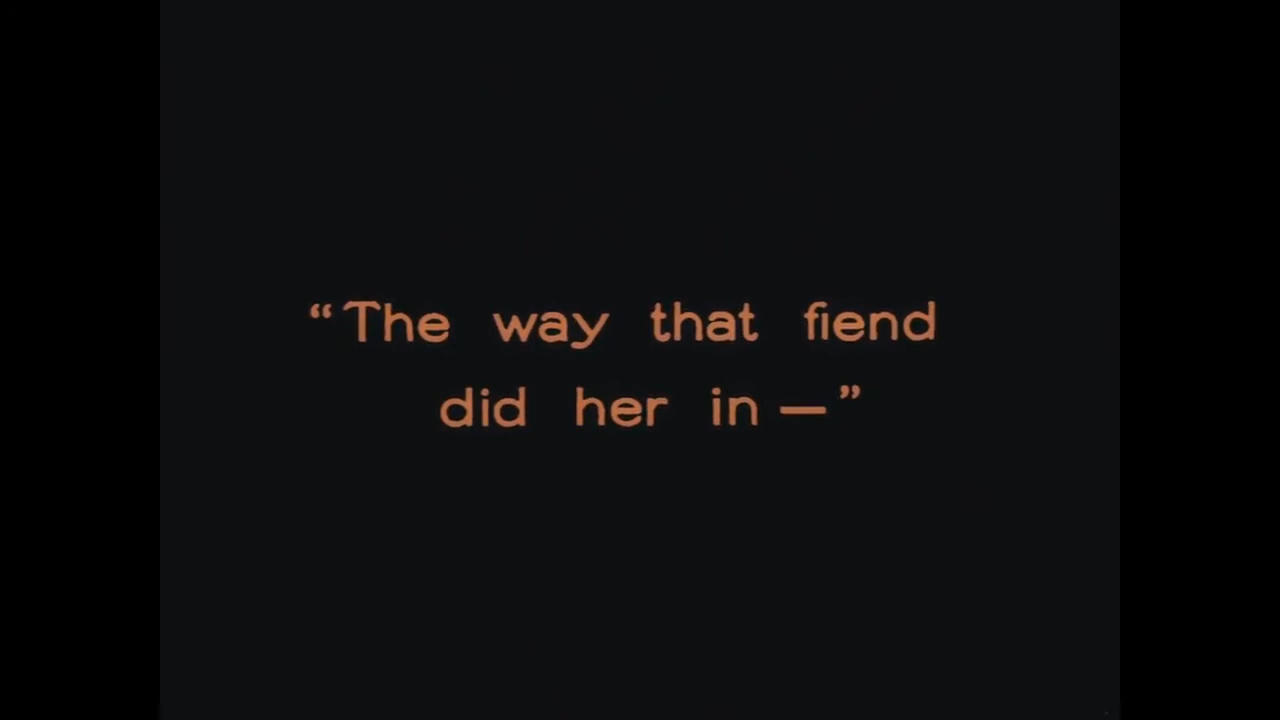 “The way that fiend
did her in—”